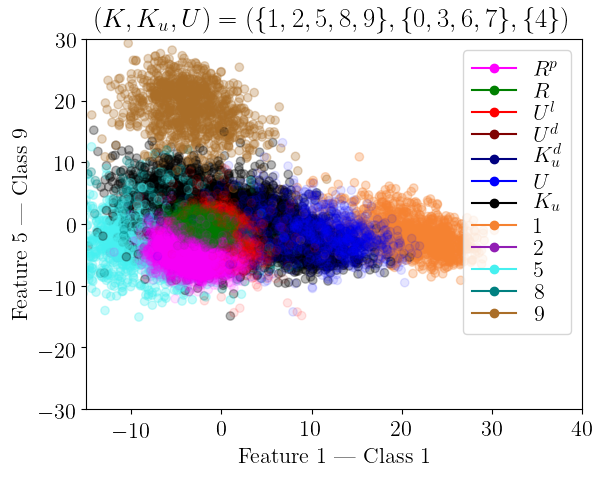 (K, K_u, U) = ({1, 2, 5, 8, 9}, {0, 3, 6, 7}, {4})
30
20
10
0
−10
−20
−30
Feature 5 — Class 9
R^p
R
U^l
U^d
K_u^d
U
K_u
1
2
5
8
9
−10
0
10
20
30
40
Feature 1 — Class 1